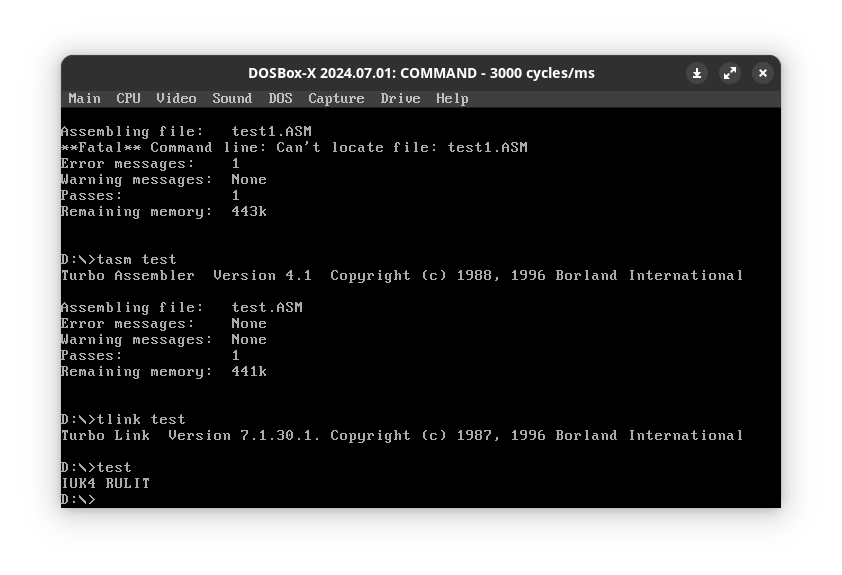 DOSBox-X 2024.07.01: COMMAND - 3000 cycles/ms
Main CPU Video Sound DOS Capture Drive Help
Assembling file:   test1.ASM
**Fatal** Command line: Can't locate file: test1.ASM
Error messages:    1
Warning messages:  None
Passes:            1
Remaining memory:  443k
D:\>tasm test
Turbo Assembler  Version 4.1  Copyright (c) 1988, 1996 Borland International
Assembling file:   test.ASM
Error messages:    None
Warning messages:  None
Passes:            1
Remaining memory:  441k
D:\>tlink test
Turbo Link  Version 7.1.30.1. Copyright (c) 1987, 1996 Borland International
D:\>test
IUK4 RULIT
D:\>